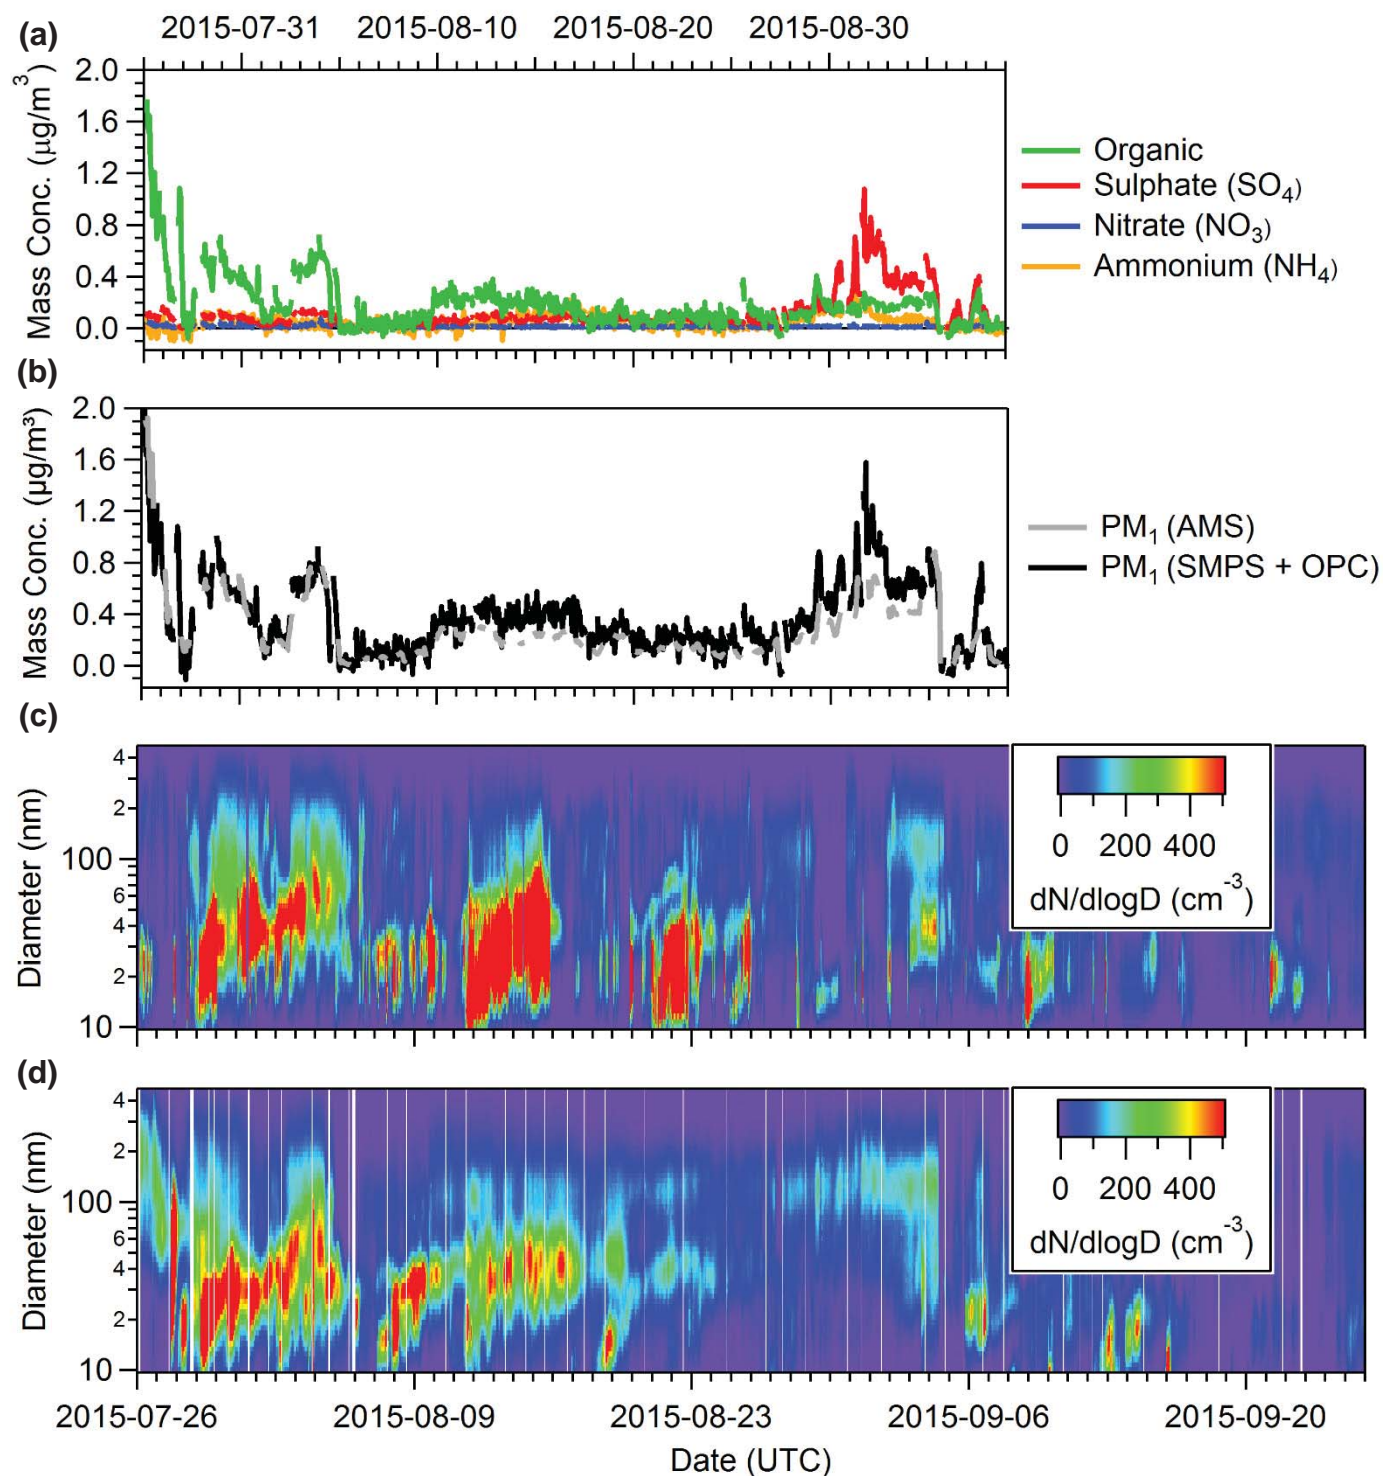 (a)
2015-07-31 2015-08-10 2015-08-20 2015-08-30
2.0
1.6
1.2
0.8
0.4
0.0
Mass Conc. (µg/m³)
Organic
Sulphate (SO₄)
Nitrate (NO₃)
Ammonium (NH₄)
(b)
2.0
1.6
1.2
0.8
0.4
0.0
Mass Conc. (µg/m³)
PM₁ (AMS)
PM₁ (SMPS + OPC)
(c)
4
2
100
6
4
2
10
Diameter (nm)
0 200 400
dN/dlogD (cm⁻³)
(d)
4
2
100
6
4
2
10
Diameter (nm)
0 200 400
dN/dlogD (cm⁻³)
2015-07-26 2015-08-09 2015-08-23 2015-09-06 2015-09-20
Date (UTC)